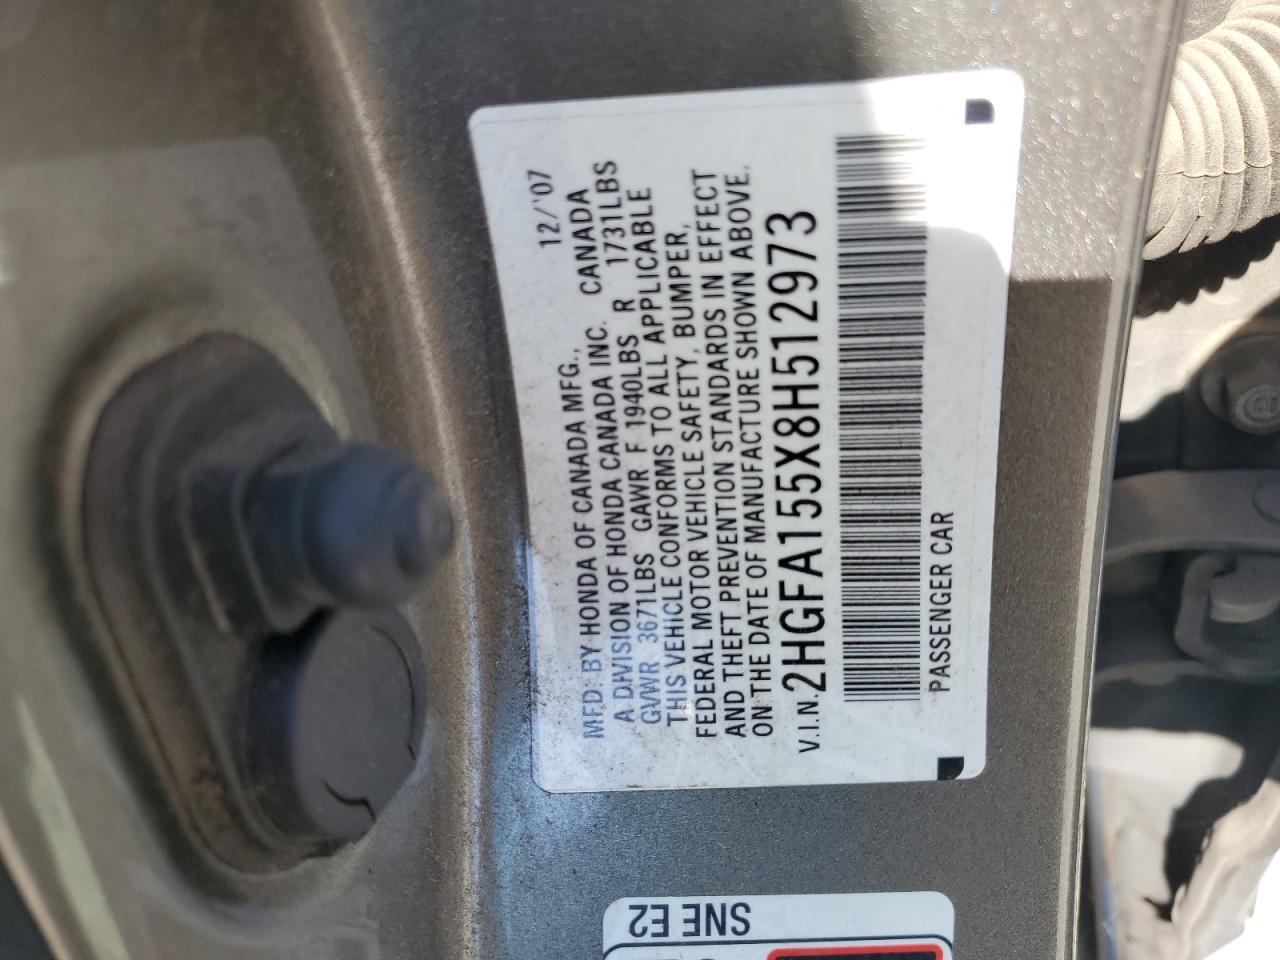 12/'07
MFD. BY HONDA OF CANADA MFG.,
A DIVISION OF HONDA CANADA INC. CANADA
GVWR 3671LBS GAWR F 1940LBS R 1731LBS
THIS VEHICLE CONFORMS TO ALL APPLICABLE
FEDERAL MOTOR VEHICLE SAFETY, BUMPER,
AND THEFT PREVENTION STANDARDS IN EFFECT
ON THE DATE OF MANUFACTURE SHOWN ABOVE.
V.I.N. 2HGFA155X8H512973
PASSENGER CAR
SNE E2